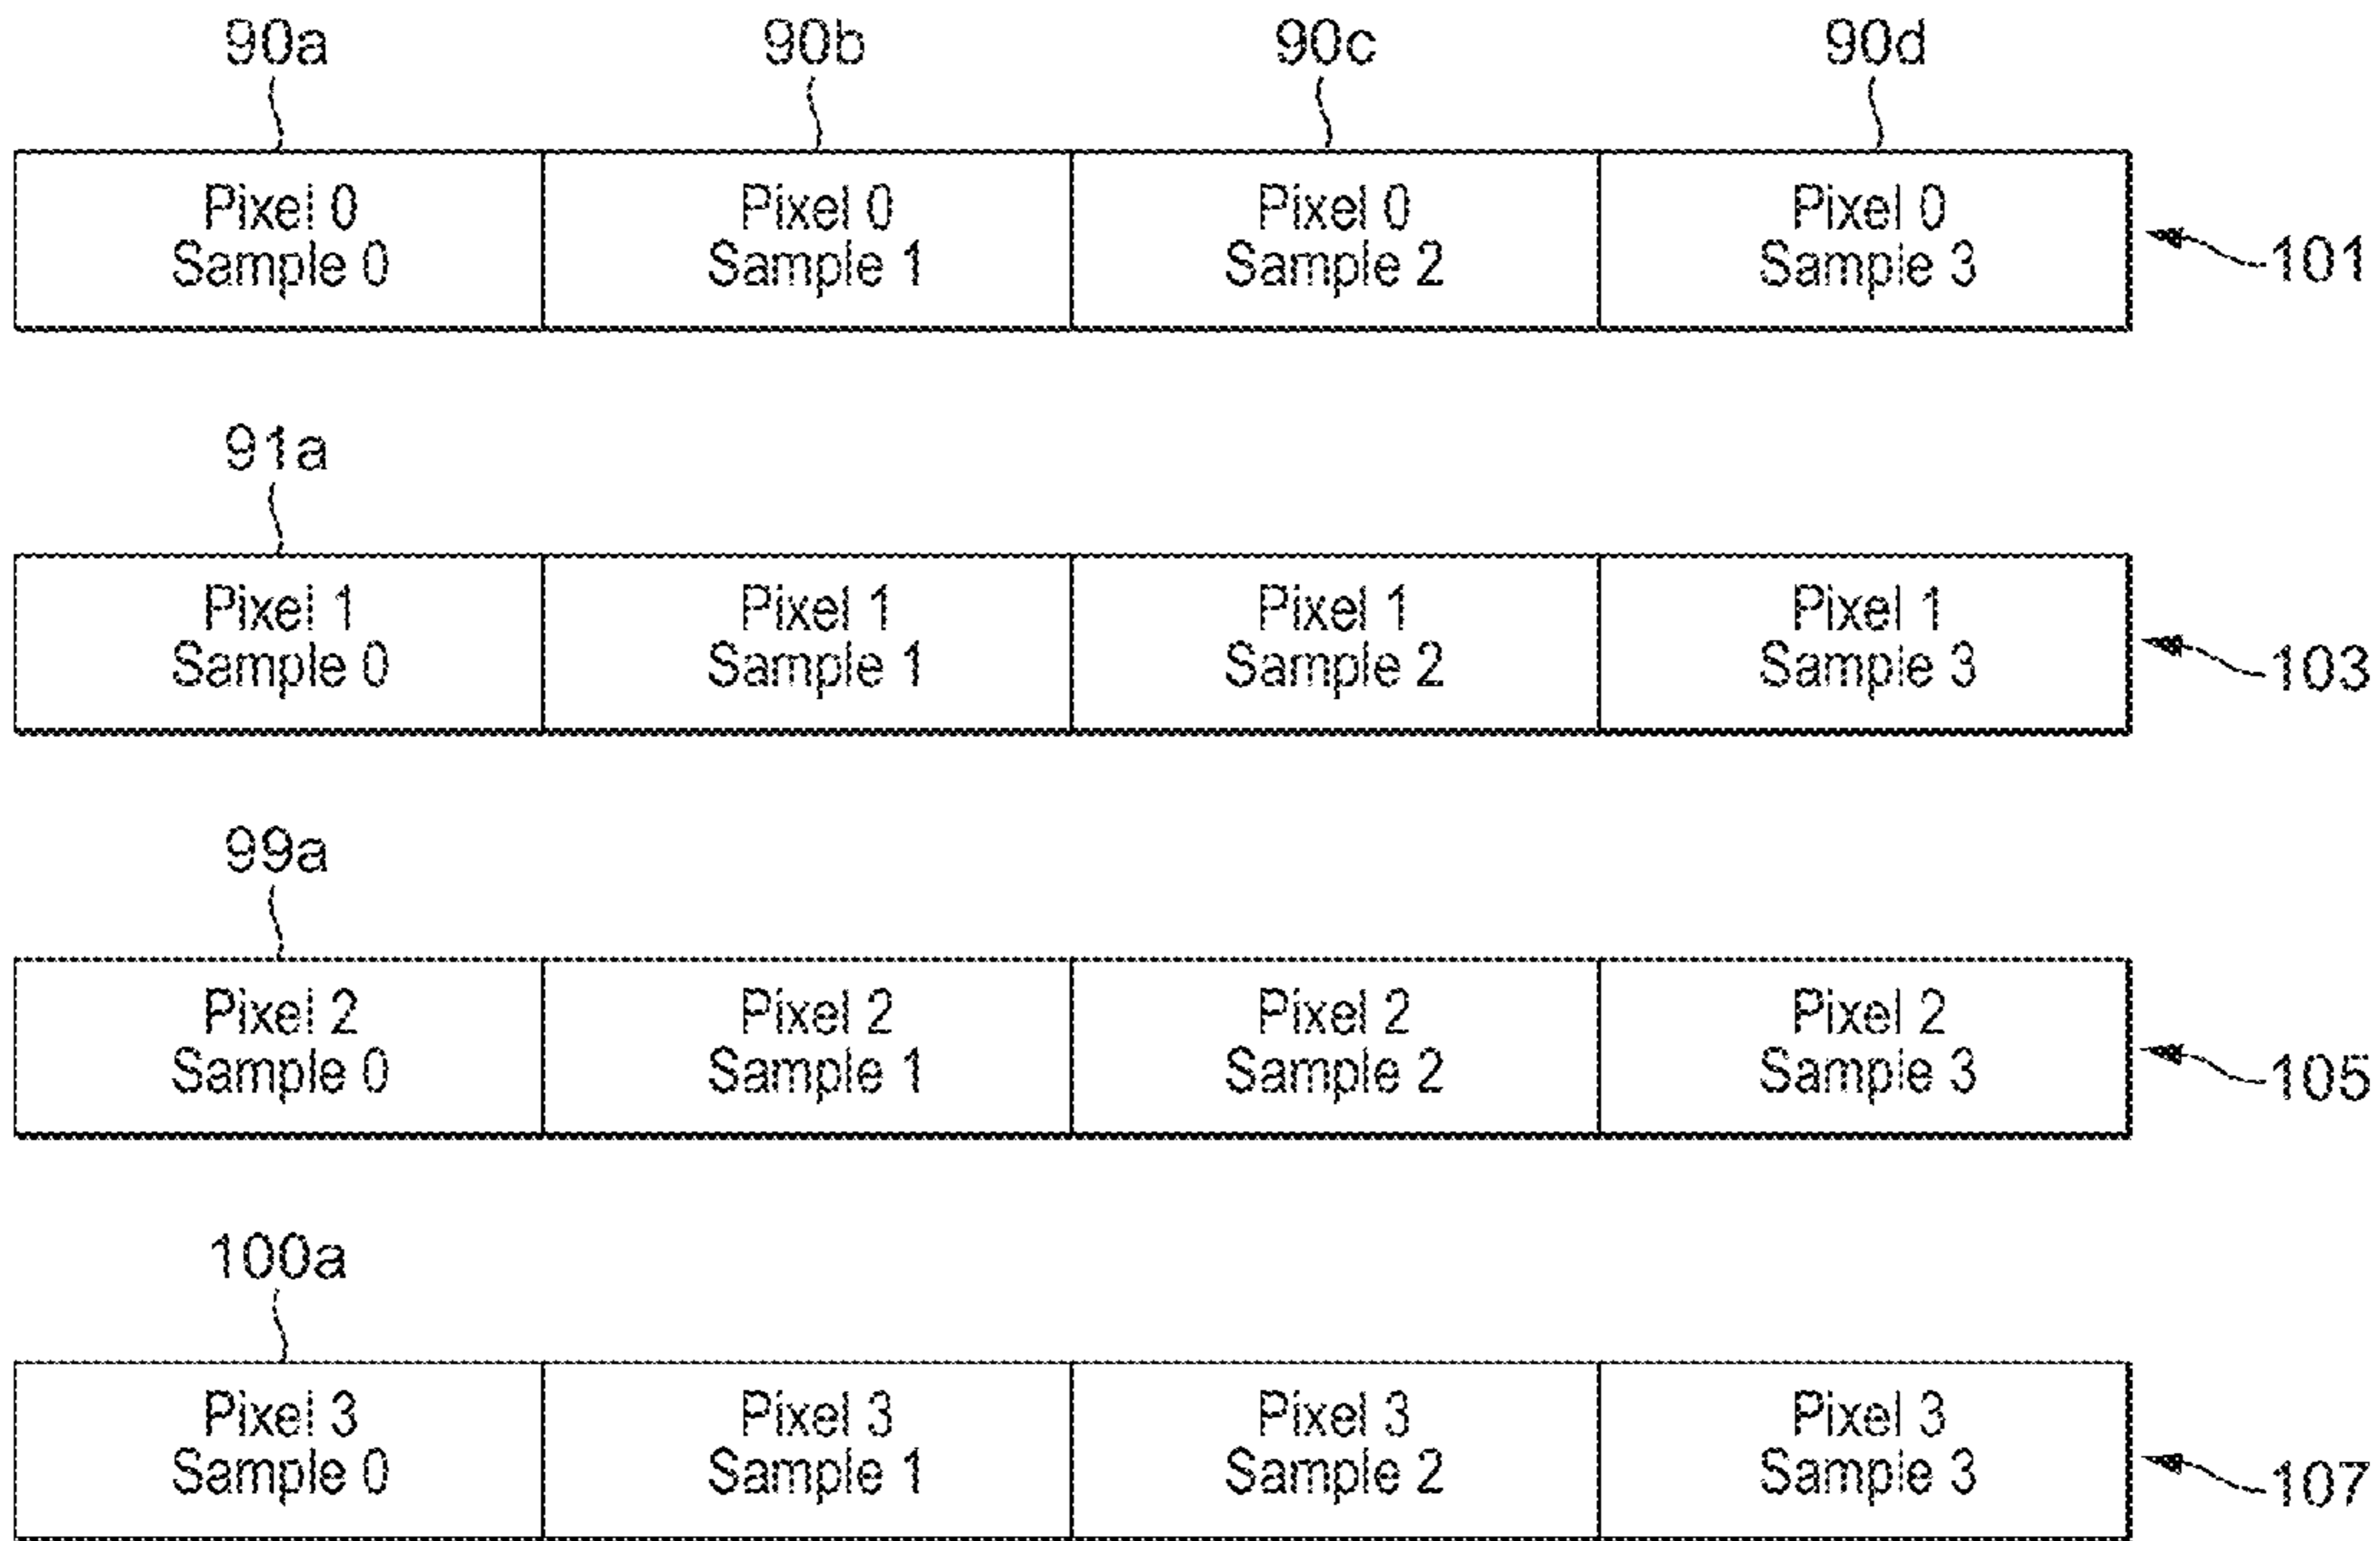 90a 90b 90c 90d
Pixel 0 Pixel 0 Pixel 0 Pixel 0
Sample 0 Sample 1 Sample 2 Sample 3
101
91a
Pixel 1 Pixel 1 Pixel 1 Pixel 1
Sample 0 Sample 1 Sample 2 Sample 3
103
99a
Pixel 2 Pixel 2 Pixel 2 Pixel 2
Sample 0 Sample 1 Sample 2 Sample 3
105
100a
Pixel 3 Pixel 3 Pixel 3 Pixel 3
Sample 0 Sample 1 Sample 2 Sample 3
107